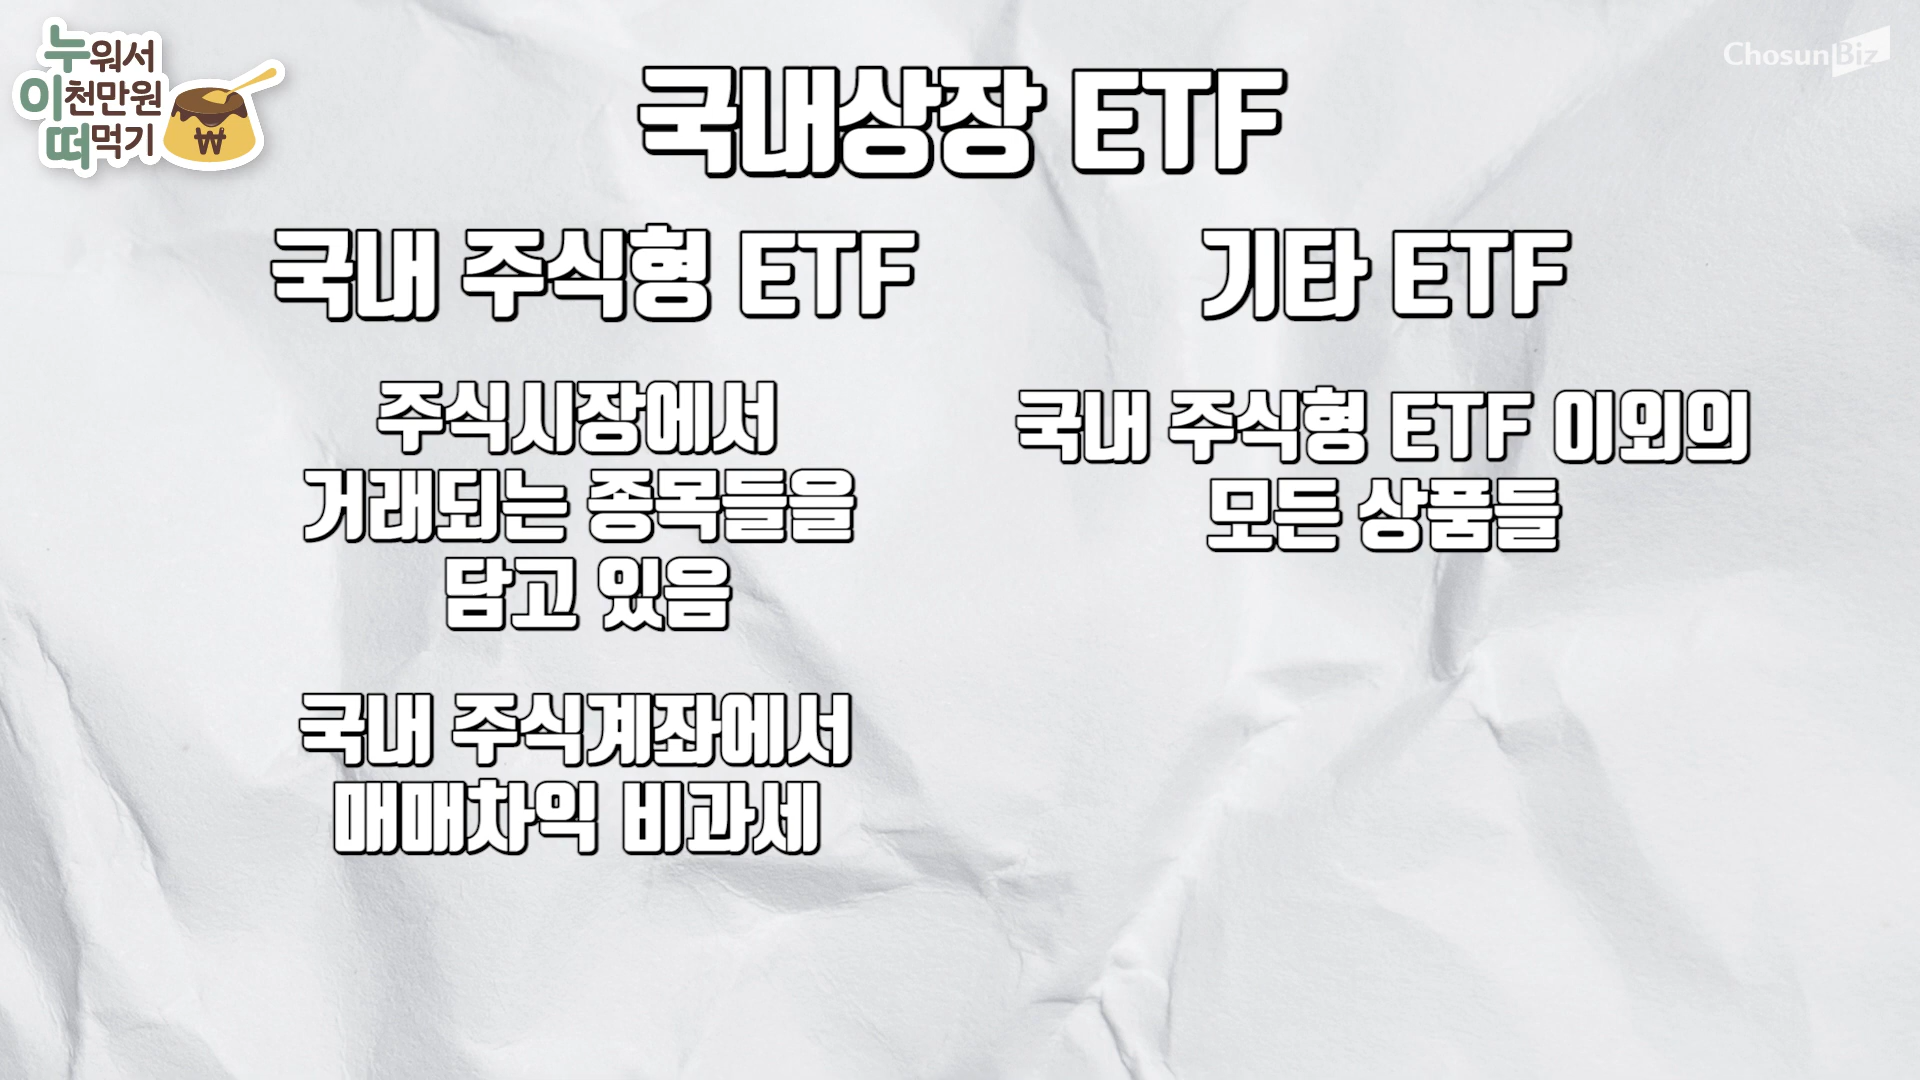 누워서
이천만원
떠먹기
₩
ChosunBiz
국내상장 ETF
국내 주식형 ETF
주식시장에서
거래되는 종목들을
담고 있음
국내 주식계좌에서
매매차익 비과세
기타 ETF
국내 주식형 ETF 이외의
모든 상품들